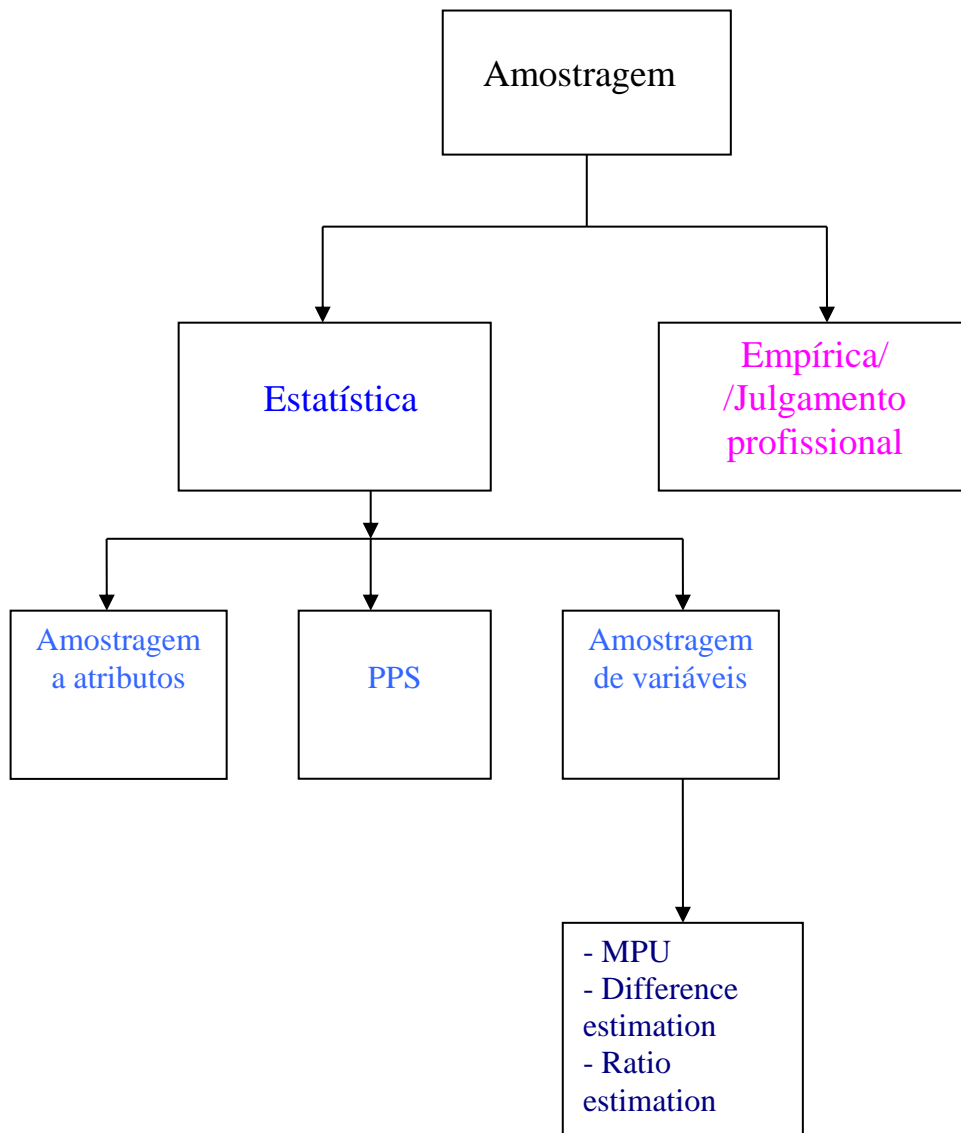 Amostragem
Estatística
Empírica/
/Julgamento
profissional
Amostragem
a atributos
PPS
Amostragem
de variáveis
- MPU
- Difference
estimation
- Ratio
estimation